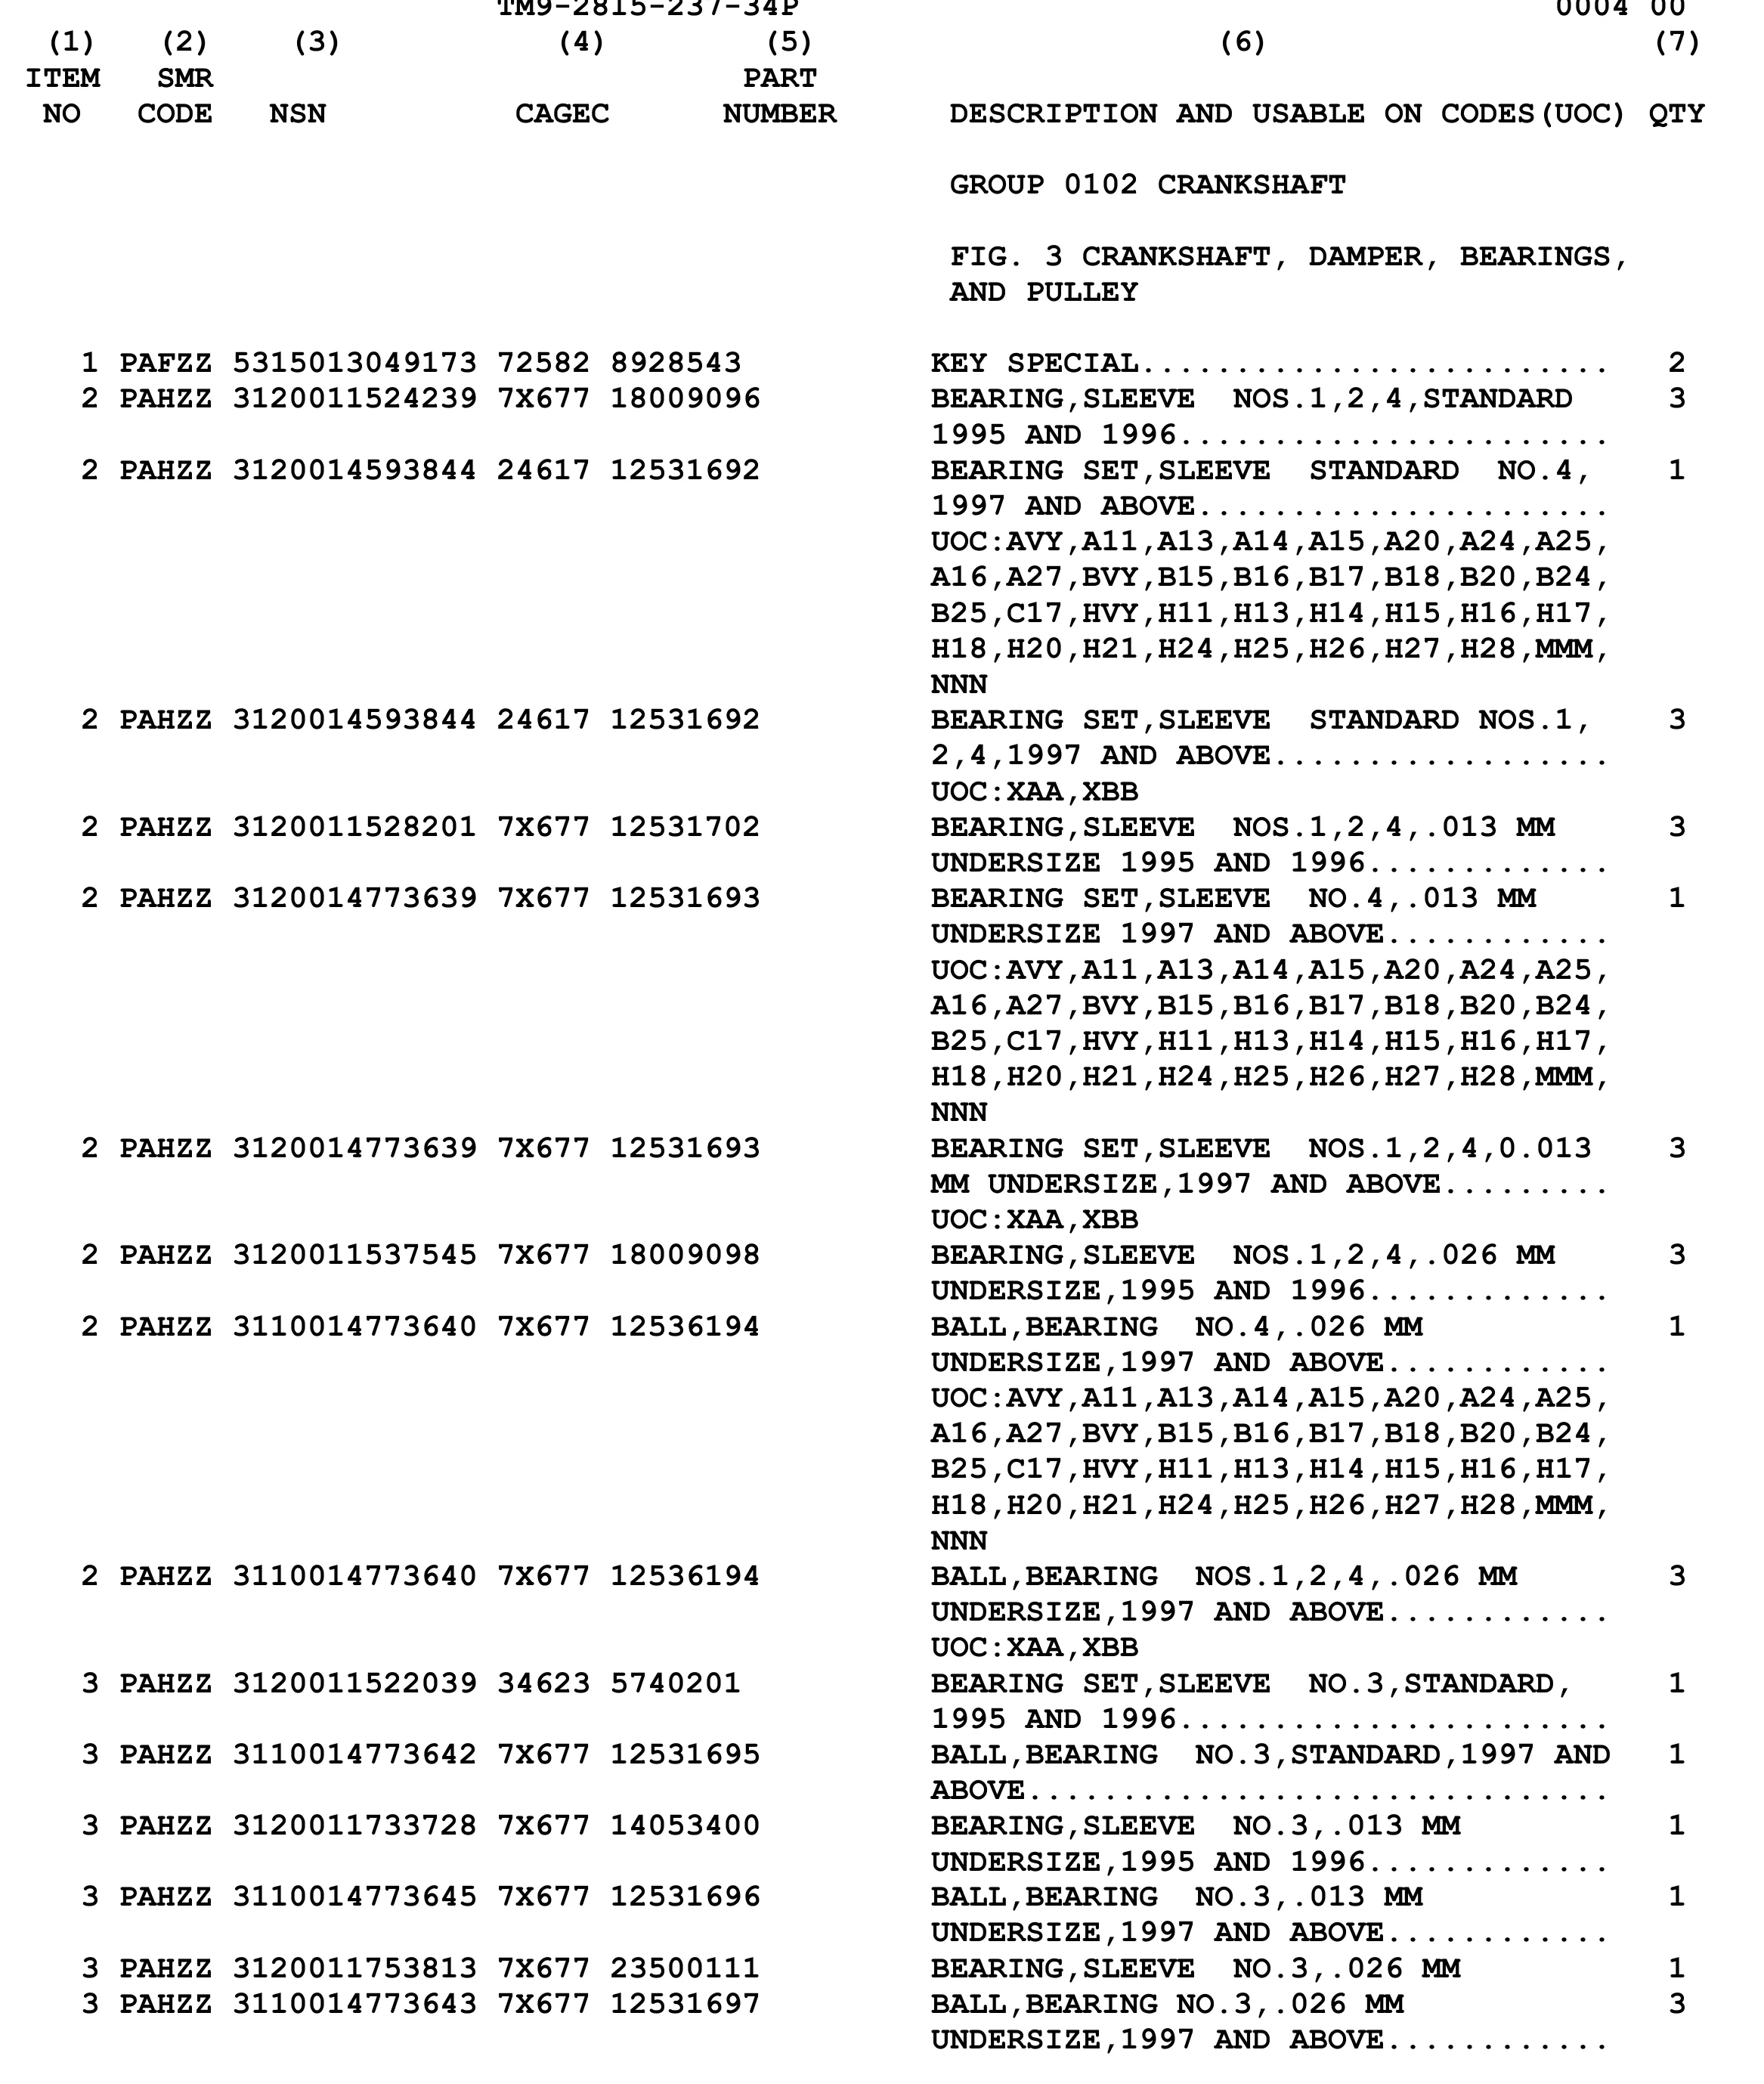 TM9-2815-237-34P 0004 00
(1) (2) (3) (4) (5) (6) (7)
ITEM SMR PART
NO CODE NSN CAGEC NUMBER DESCRIPTION AND USABLE ON CODES(UOC) QTY
GROUP 0102 CRANKSHAFT
FIG. 3 CRANKSHAFT, DAMPER, BEARINGS,
AND PULLEY
1 PAFZZ 5315013049173 72582 8928543 KEY SPECIAL......................... 2
2 PAHZZ 3120011524239 7X677 18009096 BEARING,SLEEVE NOS.1,2,4,STANDARD 3
1995 AND 1996.......................
2 PAHZZ 3120014593844 24617 12531692 BEARING SET,SLEEVE STANDARD NO.4, 1
1997 AND ABOVE......................
UOC:AVY,A11,A13,A14,A15,A20,A24,A25,
A16,A27,BVY,B15,B16,B17,B18,B20,B24,
B25,C17,HVY,H11,H13,H14,H15,H16,H17,
H18,H20,H21,H24,H25,H26,H27,H28,MMM,
NNN
2 PAHZZ 3120014593844 24617 12531692 BEARING SET,SLEEVE STANDARD NOS.1, 3
2,4,1997 AND ABOVE..................
UOC:XAA,XBB
2 PAHZZ 3120011528201 7X677 12531702 BEARING,SLEEVE NOS.1,2,4,.013 MM 3
UNDERSIZE 1995 AND 1996.............
2 PAHZZ 3120014773639 7X677 12531693 BEARING SET,SLEEVE NO.4,.013 MM 1
UNDERSIZE 1997 AND ABOVE............
UOC:AVY,A11,A13,A14,A15,A20,A24,A25,
A16,A27,BVY,B15,B16,B17,B18,B20,B24,
B25,C17,HVY,H11,H13,H14,H15,H16,H17,
H18,H20,H21,H24,H25,H26,H27,H28,MMM,
NNN
2 PAHZZ 3120014773639 7X677 12531693 BEARING SET,SLEEVE NOS.1,2,4,0.013 3
MM UNDERSIZE,1997 AND ABOVE.........
UOC:XAA,XBB
2 PAHZZ 3120011537545 7X677 18009098 BEARING,SLEEVE NOS.1,2,4,.026 MM 3
UNDERSIZE,1995 AND 1996.............
2 PAHZZ 3110014773640 7X677 12536194 BALL,BEARING NO.4,.026 MM 1
UNDERSIZE,1997 AND ABOVE............
UOC:AVY,A11,A13,A14,A15,A20,A24,A25,
A16,A27,BVY,B15,B16,B17,B18,B20,B24,
B25,C17,HVY,H11,H13,H14,H15,H16,H17,
H18,H20,H21,H24,H25,H26,H27,H28,MMM,
NNN
2 PAHZZ 3110014773640 7X677 12536194 BALL,BEARING NOS.1,2,4,.026 MM 3
UNDERSIZE,1997 AND ABOVE............
UOC:XAA,XBB
3 PAHZZ 3120011522039 34623 5740201 BEARING SET,SLEEVE NO.3,STANDARD, 1
1995 AND 1996.......................
3 PAHZZ 3110014773642 7X677 12531695 BALL,BEARING NO.3,STANDARD,1997 AND 1
ABOVE...............................
3 PAHZZ 3120011733728 7X677 14053400 BEARING,SLEEVE NO.3,.013 MM 1
UNDERSIZE,1995 AND 1996.............
3 PAHZZ 3110014773645 7X677 12531696 BALL,BEARING NO.3,.013 MM 1
UNDERSIZE,1997 AND ABOVE............
3 PAHZZ 3120011753813 7X677 23500111 BEARING,SLEEVE NO.3,.026 MM 1
3 PAHZZ 3110014773643 7X677 12531697 BALL,BEARING NO.3,.026 MM 3
UNDERSIZE,1997 AND ABOVE............